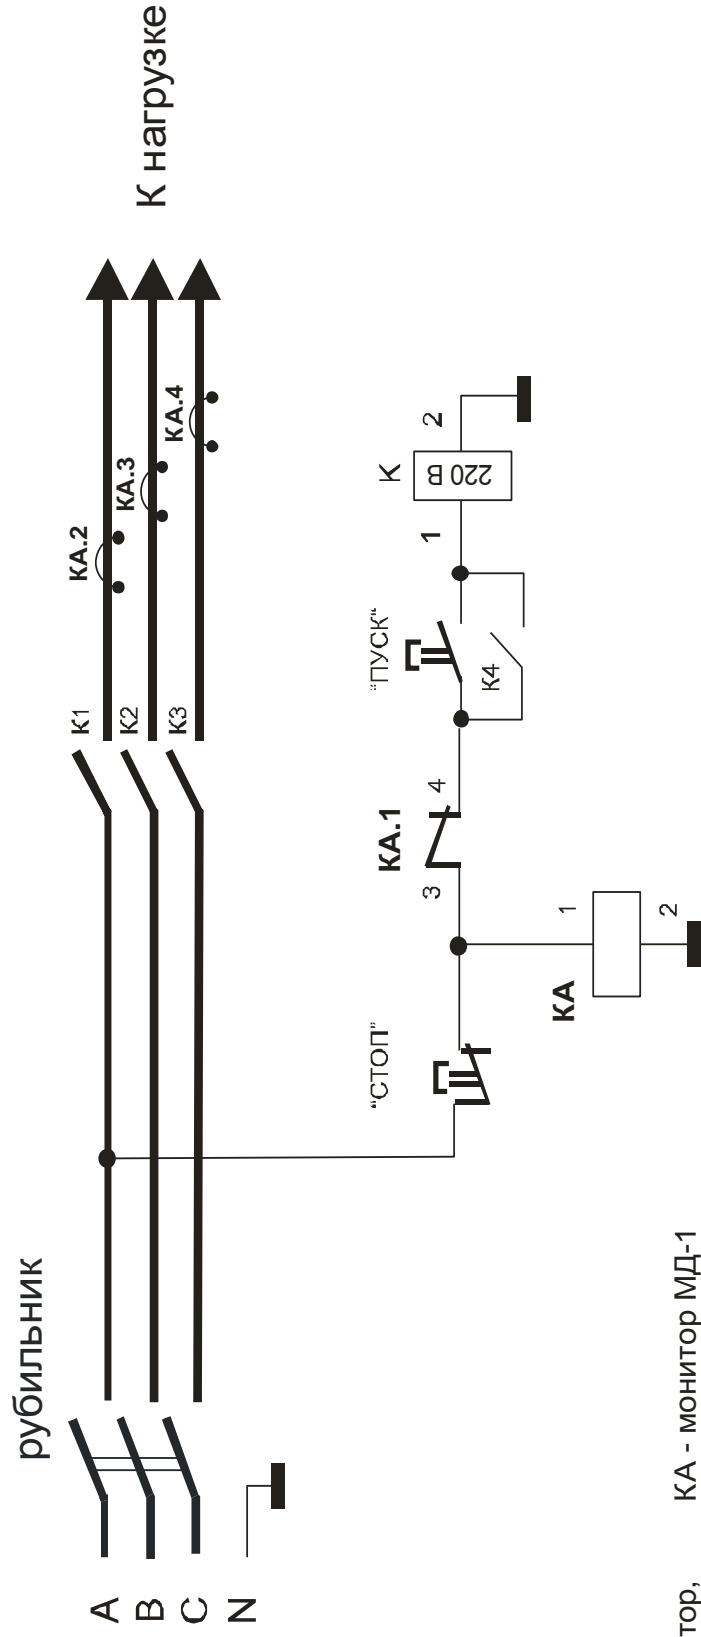 рубильник
А
В
С
N
К1
К2
К3
КА.2
КА.3
КА.4
К нагрузке
"СТОП"
КА
1
2
3
КА.1
4
"ПУСК"
К4
1
К
220 В
2
тор,     КА - монитор МД-1